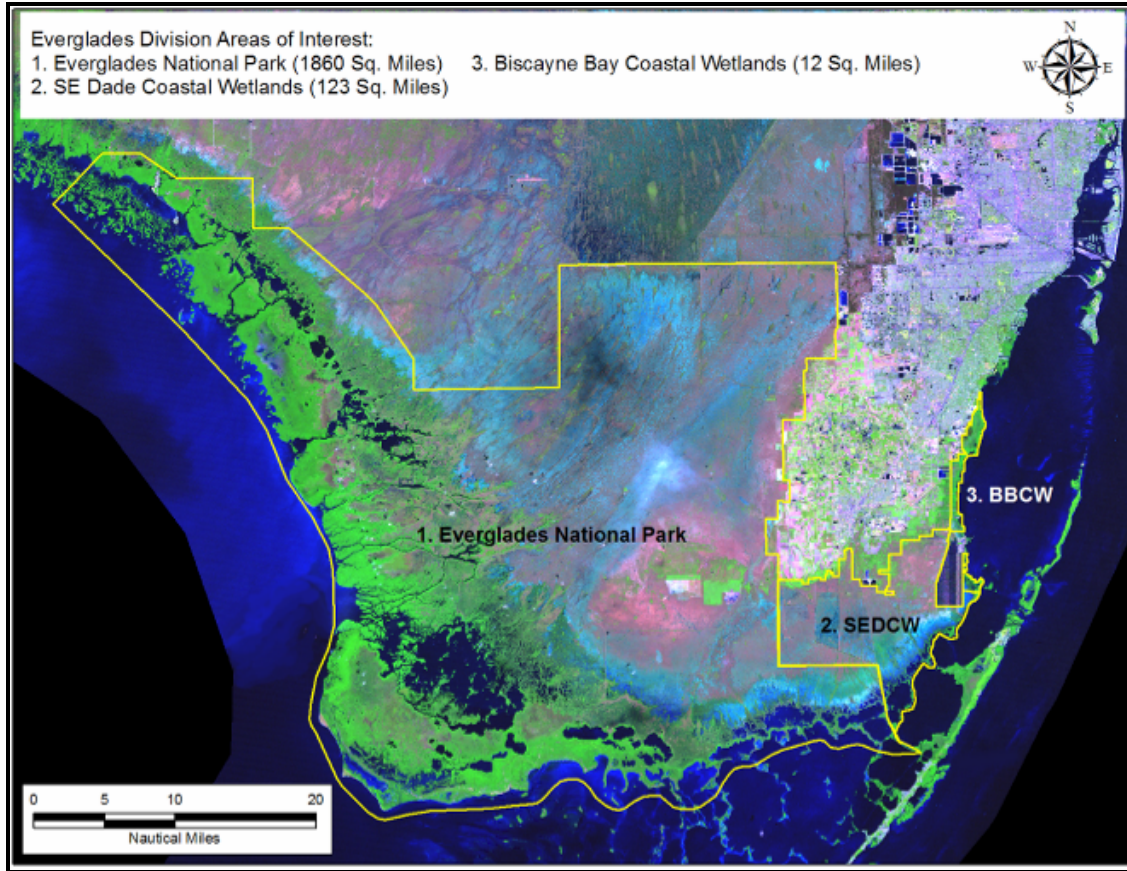 Everglades Division Areas of Interest:
1. Everglades National Park (1860 Sq. Miles) 3. Biscayne Bay Coastal Wetlands (12 Sq. Miles)
2. SE Dade Coastal Wetlands (123 Sq. Miles)
N
W E
S
3. BBCW
1. Everglades National Park
2. SEDCW
0 5 10 20
Nautical Miles